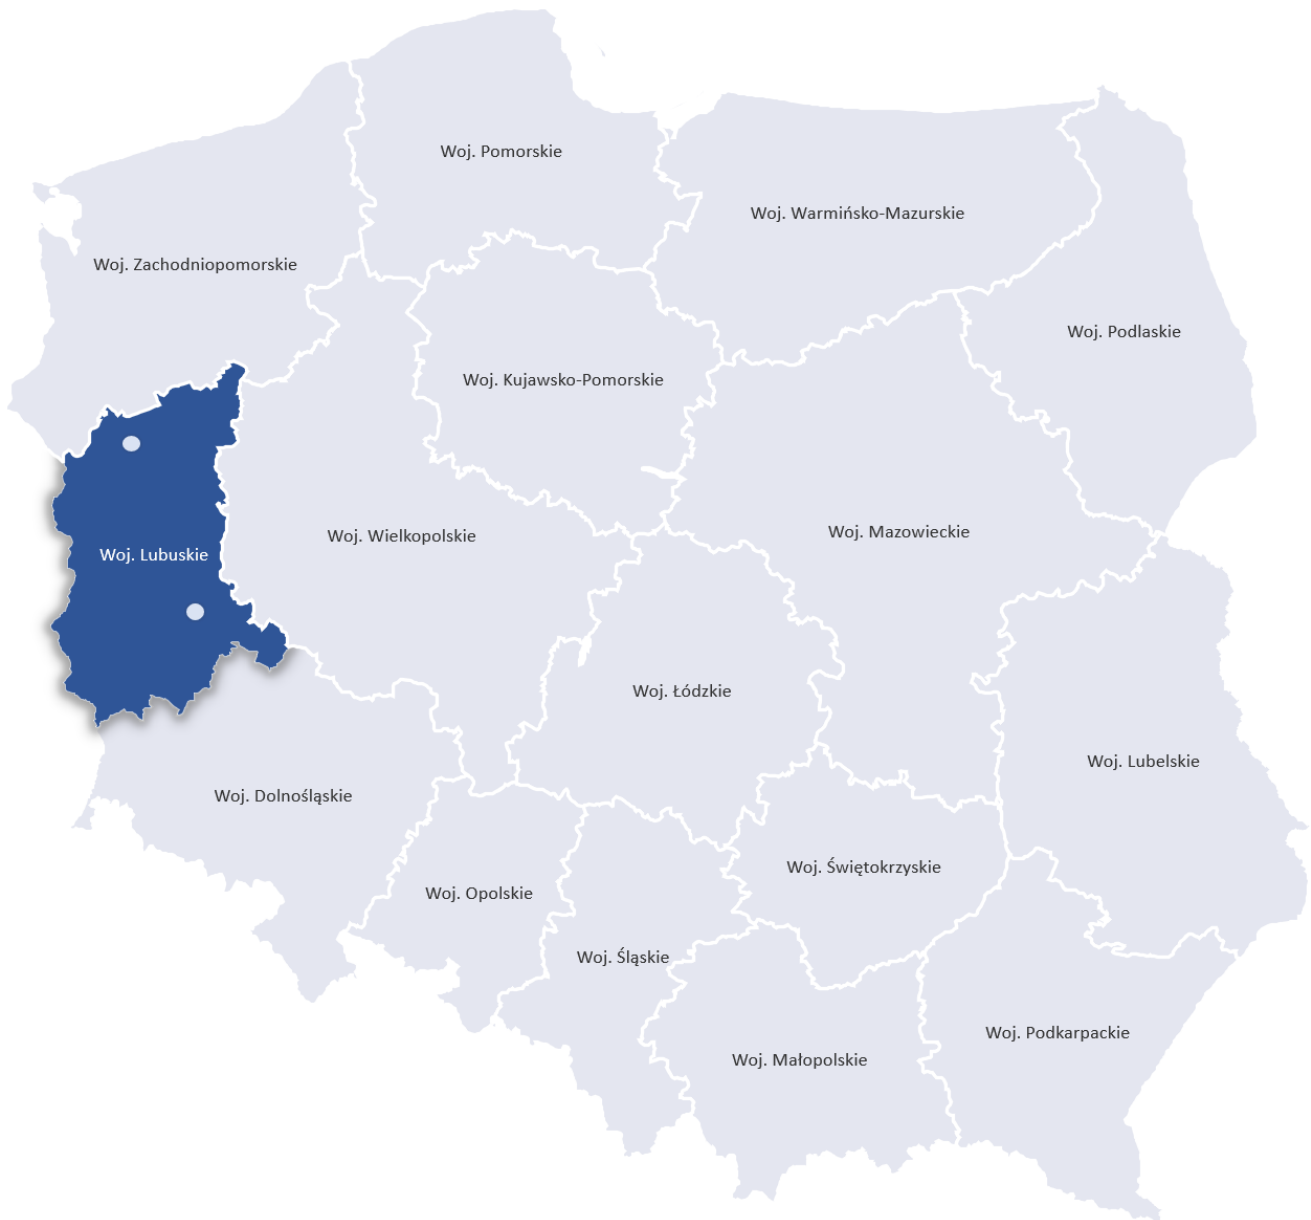 Woj. Pomorskie
Woj. Warmińsko-Mazurskie
Woj. Zachodniopomorskie
Woj. Podlaskie
Woj. Kujawsko-Pomorskie
Woj. Wielkopolskie
Woj. Mazowieckie
Woj. Lubuskie
Woj. Łódzkie
Woj. Lubelskie
Woj. Dolnośląskie
Woj. Świętokrzyskie
Woj. Opolskie
Woj. Śląskie
Woj. Podkarpackie
Woj. Małopolskie